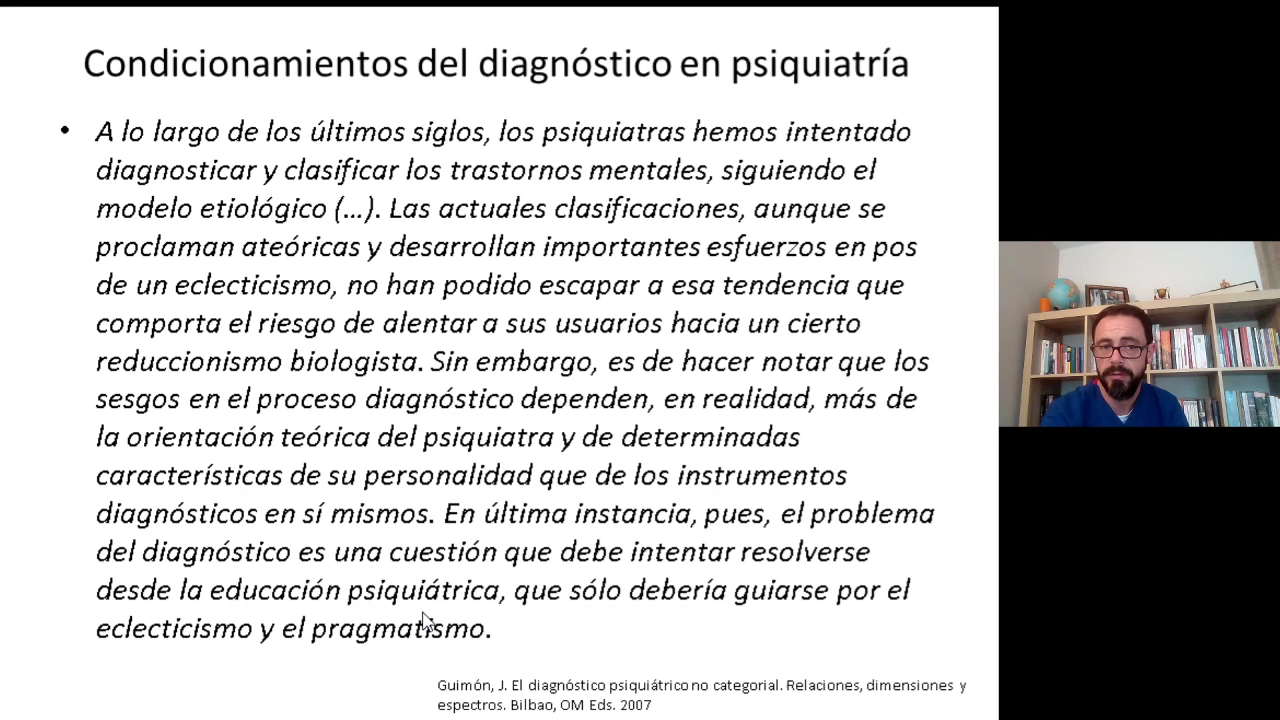 Condicionamientos del diagnóstico en psiquiatría
• A lo largo de los últimos siglos, los psiquiatras hemos intentado
diagnosticar y clasificar los trastornos mentales, siguiendo el
modelo etiológico (…). Las actuales clasificaciones, aunque se
proclaman ateóricas y desarrollan importantes esfuerzos en pos
de un eclecticismo, no han podido escapar a esa tendencia que
comporta el riesgo de alentar a sus usuarios hacia un cierto
reduccionismo biologista. Sin embargo, es de hacer notar que los
sesgos en el proceso diagnóstico dependen, en realidad, más de
la orientación teórica del psiquiatra y de determinadas
características de su personalidad que de los instrumentos
diagnósticos en sí mismos. En última instancia, pues, el problema
del diagnóstico es una cuestión que debe intentar resolverse
desde la educación psiquiátrica, que sólo debería guiarse por el
eclecticismo y el pragmatismo.
Guimón, J. El diagnóstico psiquiátrico no categorial. Relaciones, dimensiones y
espectros. Bilbao, OM Eds. 2007